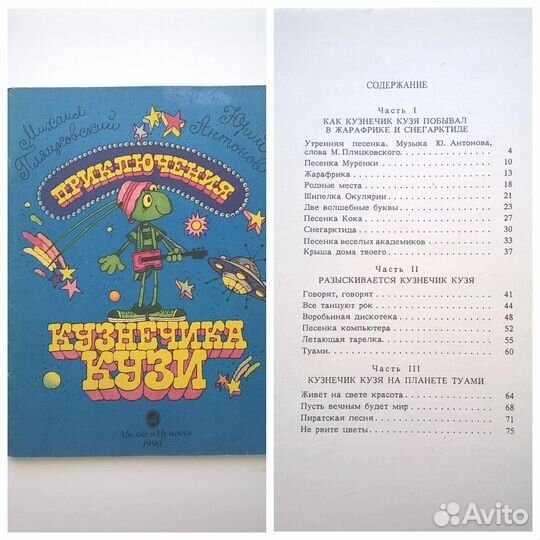 Михаил
Пляцковский
Юрий
Антонов
ПРИКЛЮЧЕНИЯ
КУЗНЕЧИКА
КУЗИ
Москва «Музыка»
1990
СОДЕРЖАНИЕ
Часть I
КАК КУЗНЕЧИК КУЗЯ ПОБЫВАЛ
В ЖАРАФРИКЕ И СНЕГАРКТИДЕ
Утренняя песенка. Музыка Ю. Антонова,
слова М. Пляцковского. 4
Песенка Мурёнки 10
Жарафрика 13
Родные места 18
Шипелка Окулярии 21
Две волшебные буквы 23
Песенка Кока 27
Снегарктида 30
Песенка веселых академиков 33
Крыша дома твоего 37
Часть II
РАЗЫСКИВАЕТСЯ КУЗНЕЧИК КУЗЯ
Говорят, говорят 41
Все танцуют рок 44
Воробьиная дискотека 48
Песенка компьютера 52
Летающая тарелка. 55
Туами. 60
Часть III
КУЗНЕЧИК КУЗЯ НА ПЛАНЕТЕ ТУАМИ
Живёт на свете красота 64
Пусть вечным будет мир 68
Пиратская песня 71
Не рвите цветы. 75
Avito